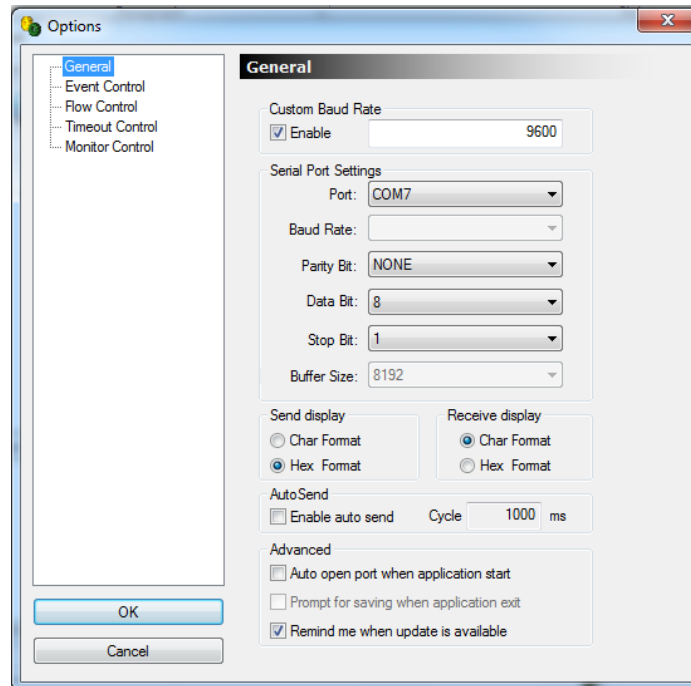 Options
General
Event Control
Flow Control
Timeout Control
Monitor Control
OK
Cancel
General
Custom Baud Rate
Enable 9600
Serial Port Settings
Port: COM7
Baud Rate:
Parity Bit: NONE
Data Bit: 8
Stop Bit: 1
Buffer Size: 8192
Send display
Char Format
Hex Format
Receive display
Char Format
Hex Format
AutoSend
Enable auto send Cycle 1000 ms
Advanced
Auto open port when application start
Prompt for saving when application exit
Remind me when update is available